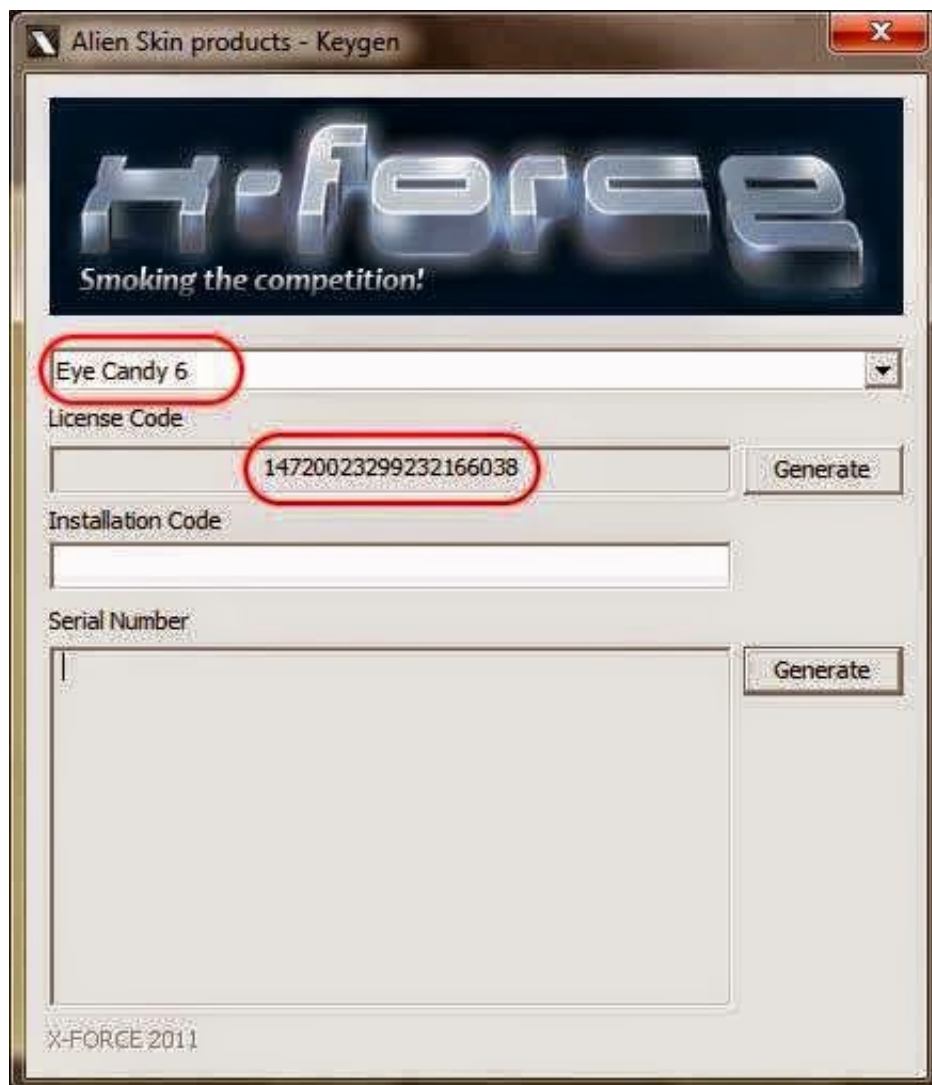 Alien Skin products - Keygen
X-force
Smoking the competition!
Eye Candy 6
License Code
14720023299232166038
Generate
Installation Code
Serial Number
Generate
X-FORCE 2011